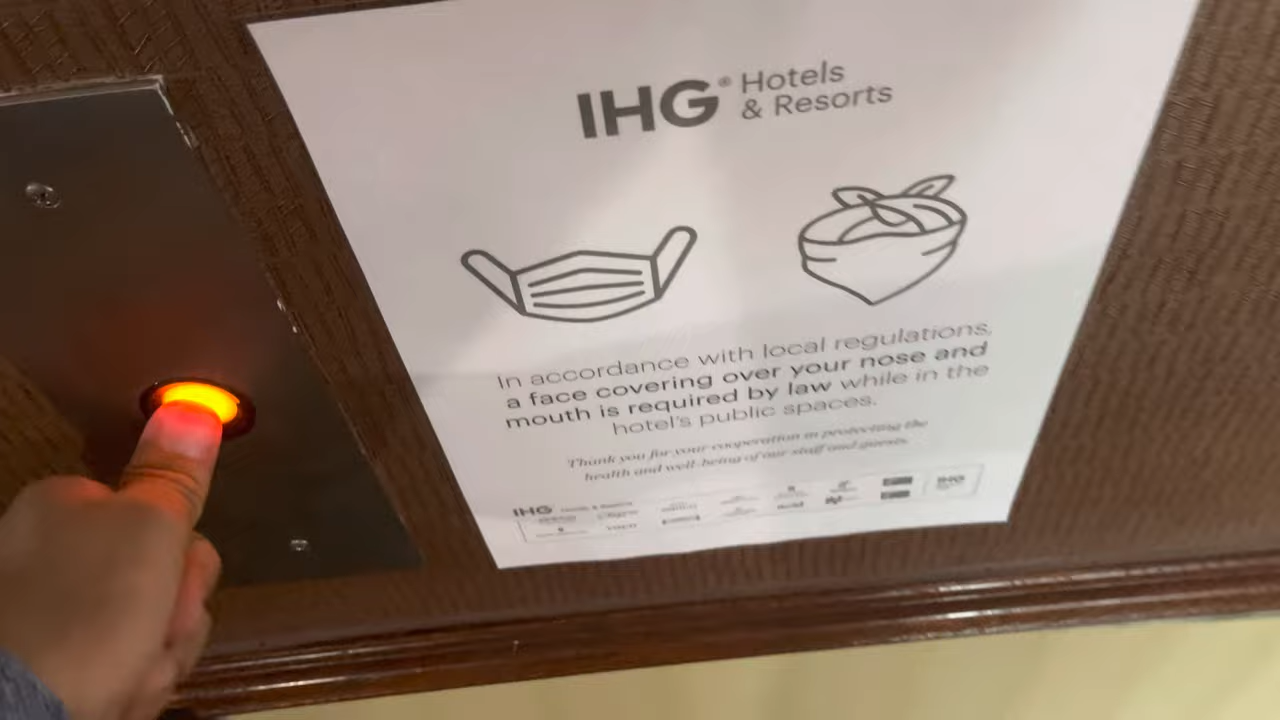 IHG® Hotels
& Resorts
In accordance with local regulations,
a face covering over your nose and
mouth is required by law while in the
hotel's public spaces.
Thank you for your cooperation in protecting the
health and well-being of our staff and guests.
IHG Hotels & Resorts
IHG